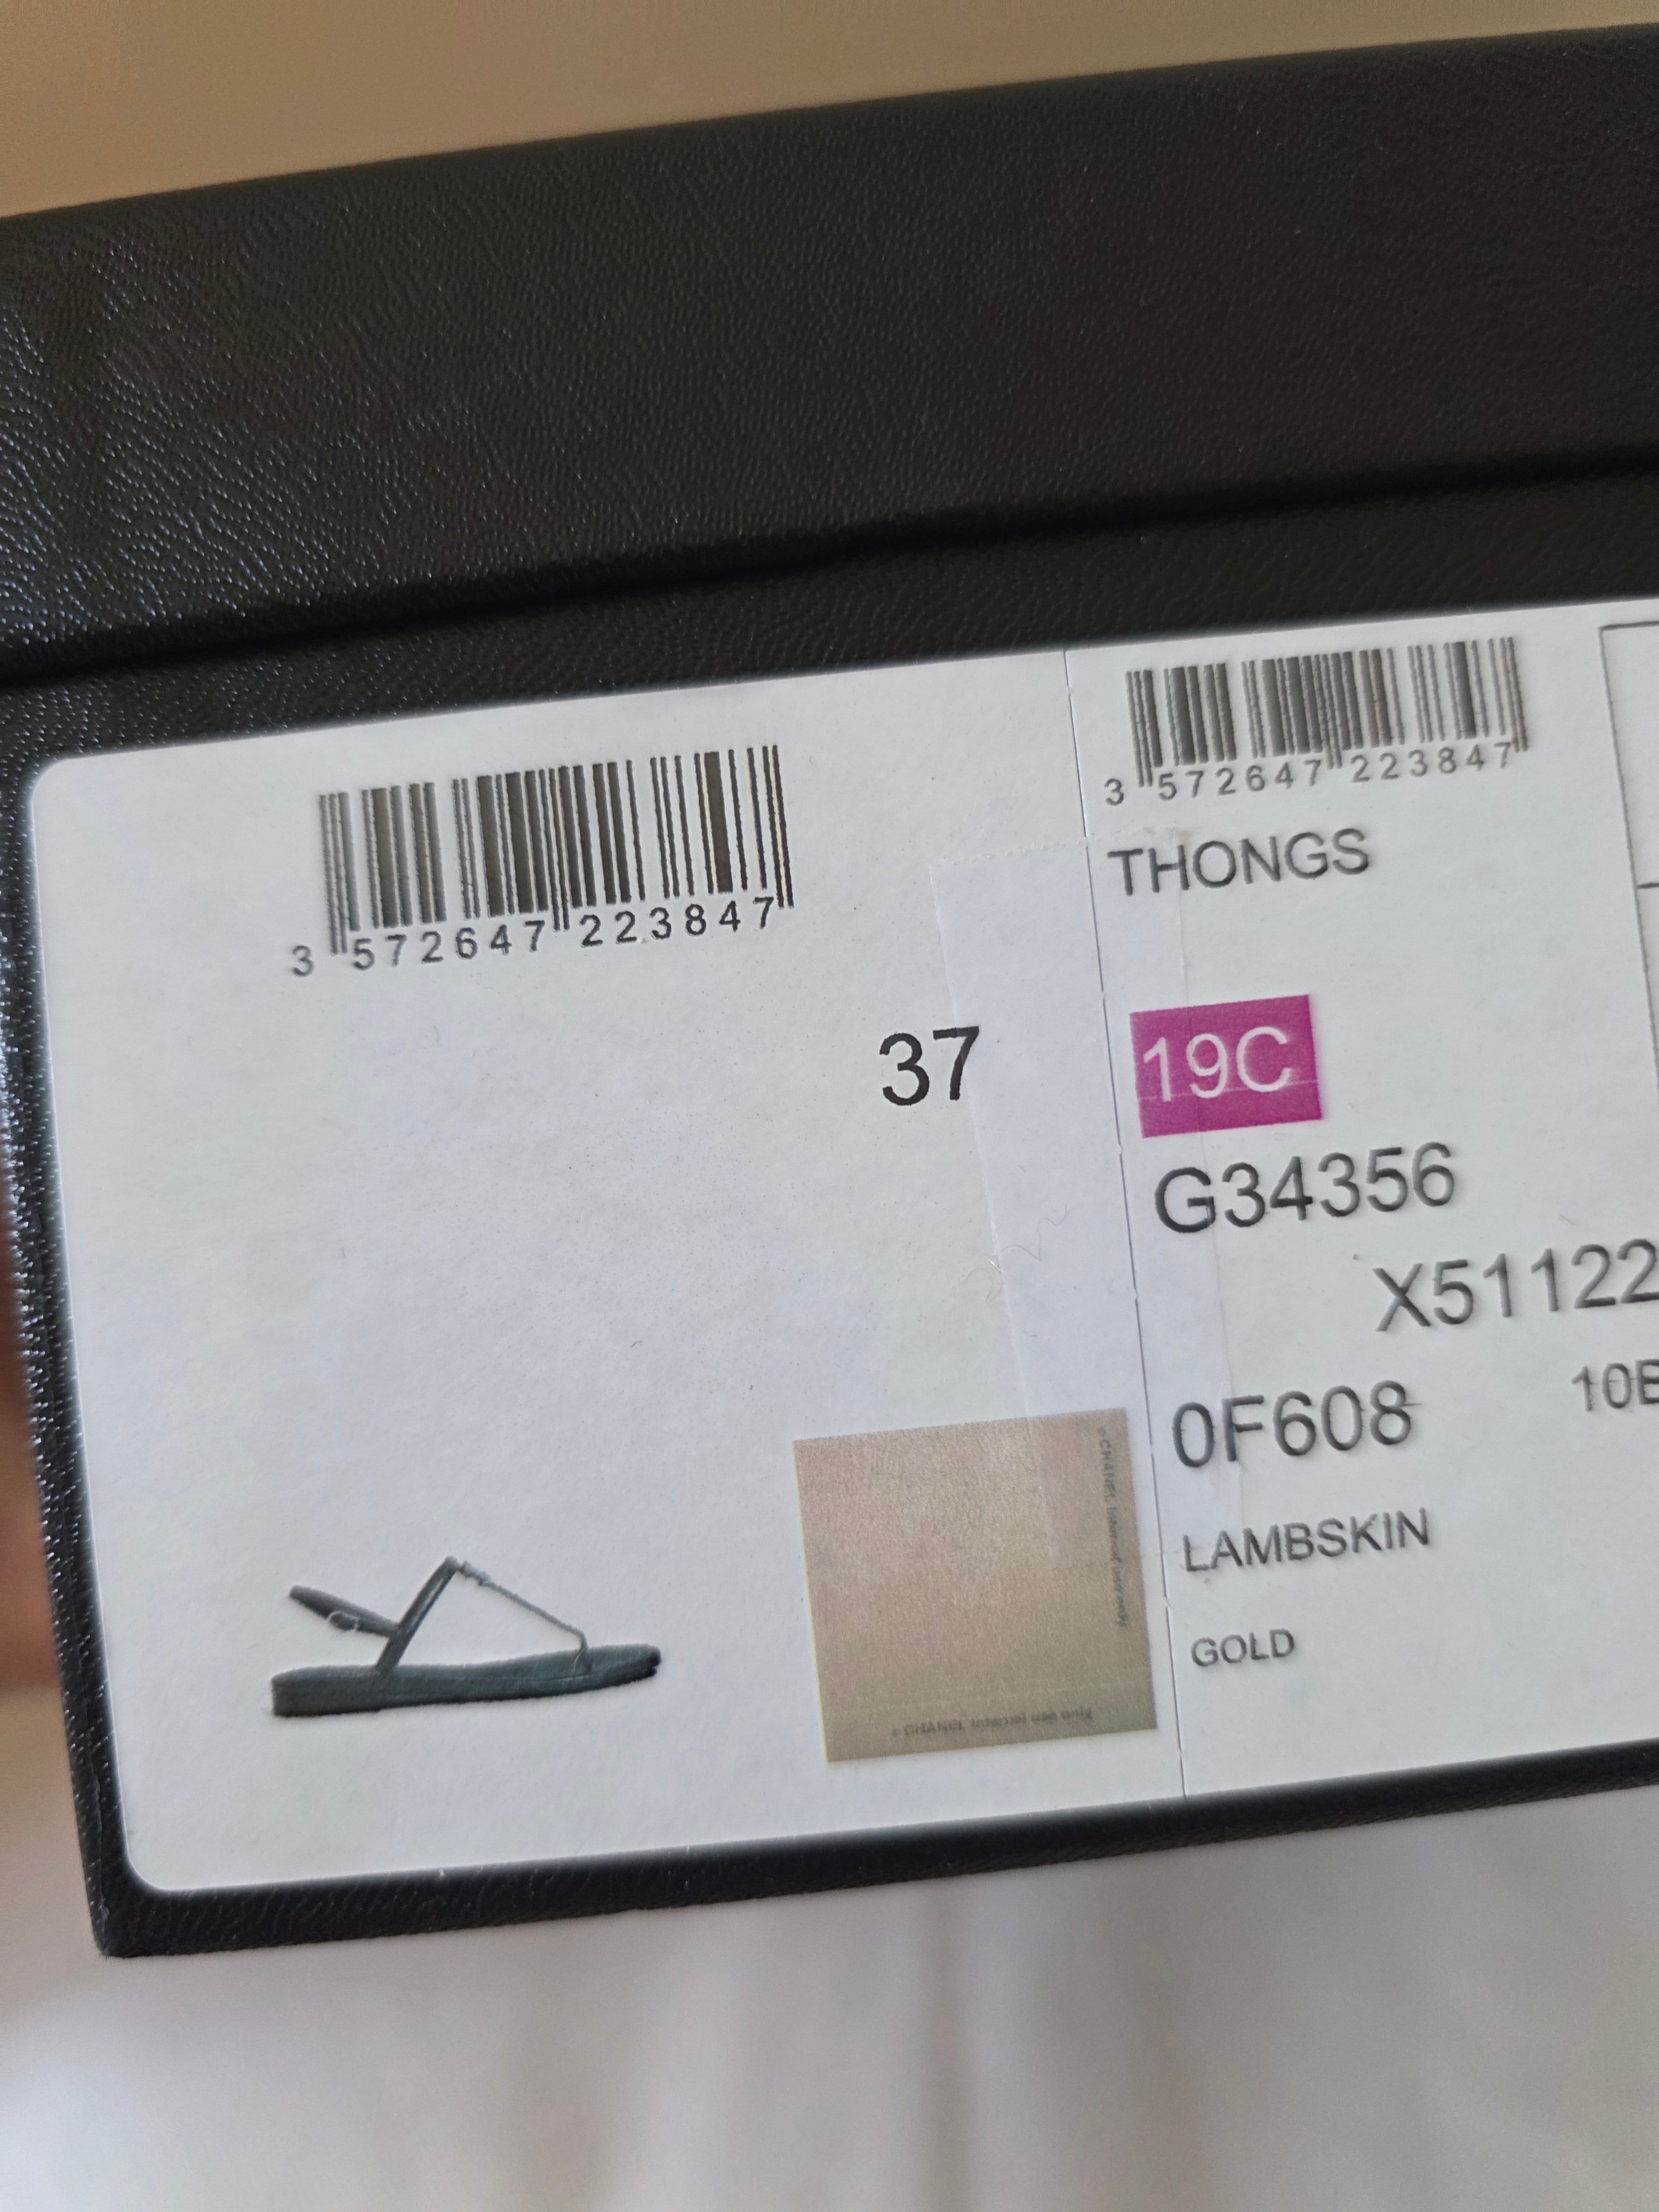 3 572647 223847
37
© CHANEL Internal use only
© CHANEL Internal use only
3 572647 223847
THONGS
19C
G34356
X51122
0F608
10B
LAMBSKIN
GOLD